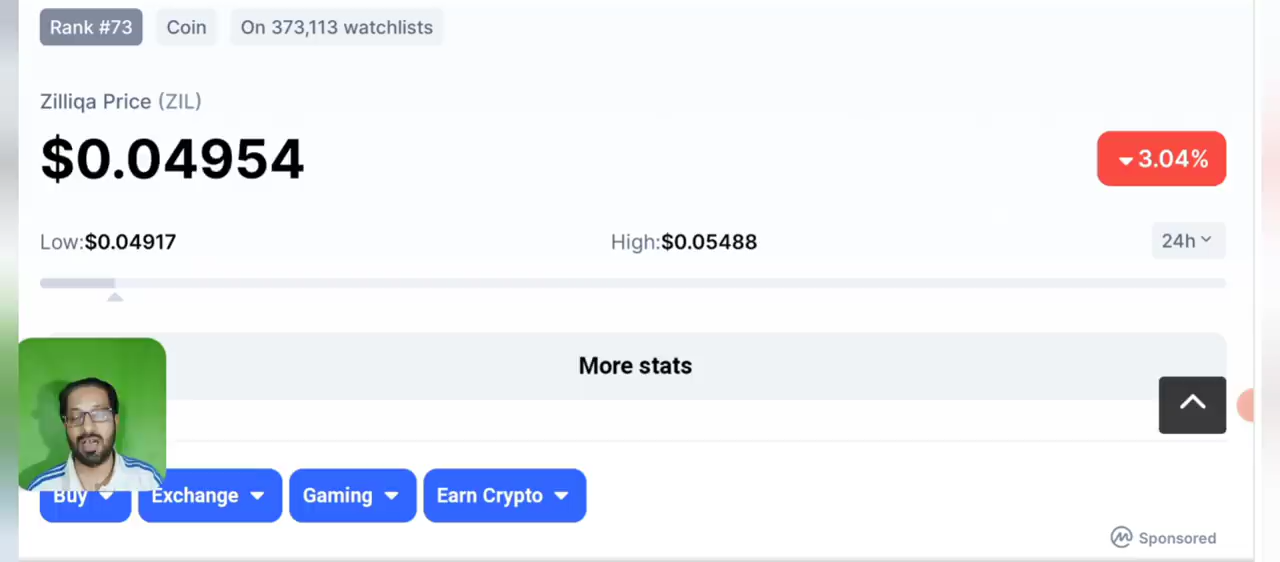 Rank #73 Coin On 373,113 watchlists
Zilliqa Price (ZIL)
$0.04954 3.04%
Low:$0.04917 High:$0.05488 24h
More stats
Buy Exchange Gaming Earn Crypto
Sponsored